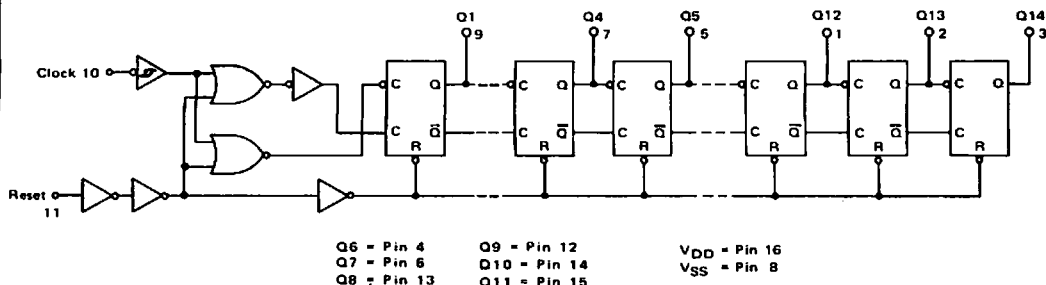 Q1 Q4 Q5 Q12 Q13 Q14
9 7 5 1 2 3
Clock 10
C Q C Q C Q C Q C Q C Q
C Q̅ C Q̅ C Q̅ C Q̅ C Q̅ C
R R R R R R
Reset
11
Q6 = Pin 4 Q9 = Pin 12 VDD = Pin 16
Q7 = Pin 6 Q10 = Pin 14 VSS = Pin 8
Q8 = Pin 13 Q11 = Pin 15